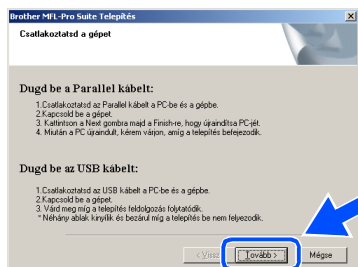 Brother MFL-Pro Suite Telepítés
Csatlakoztatsd a gépet
Dugd be a Parallel kábelt:
1.Csatlakoztatsd az Parallel kábelt a PC-be és a gépbe.
2.Kapcsold be a gépet.
3. Kattintson a Next gombra majd a Finish-re, hogy újraindítsa PC-jét.
4. Miután a PC újraindult, kérem várjon, amíg a telepítés befejezodik.
Dugd be az USB kábelt:
1.Csatlakoztatsd az USB kábelt a PC-be és a gépbe.
2.Kapcsold be a gépet.
3. Várd meg míg a telepítés feldolgozás folytatódik.
* Néhány ablak kinyílik és bezárul míg a telepítés be nem felyezodik.
< Vissz Tovább > Mégse